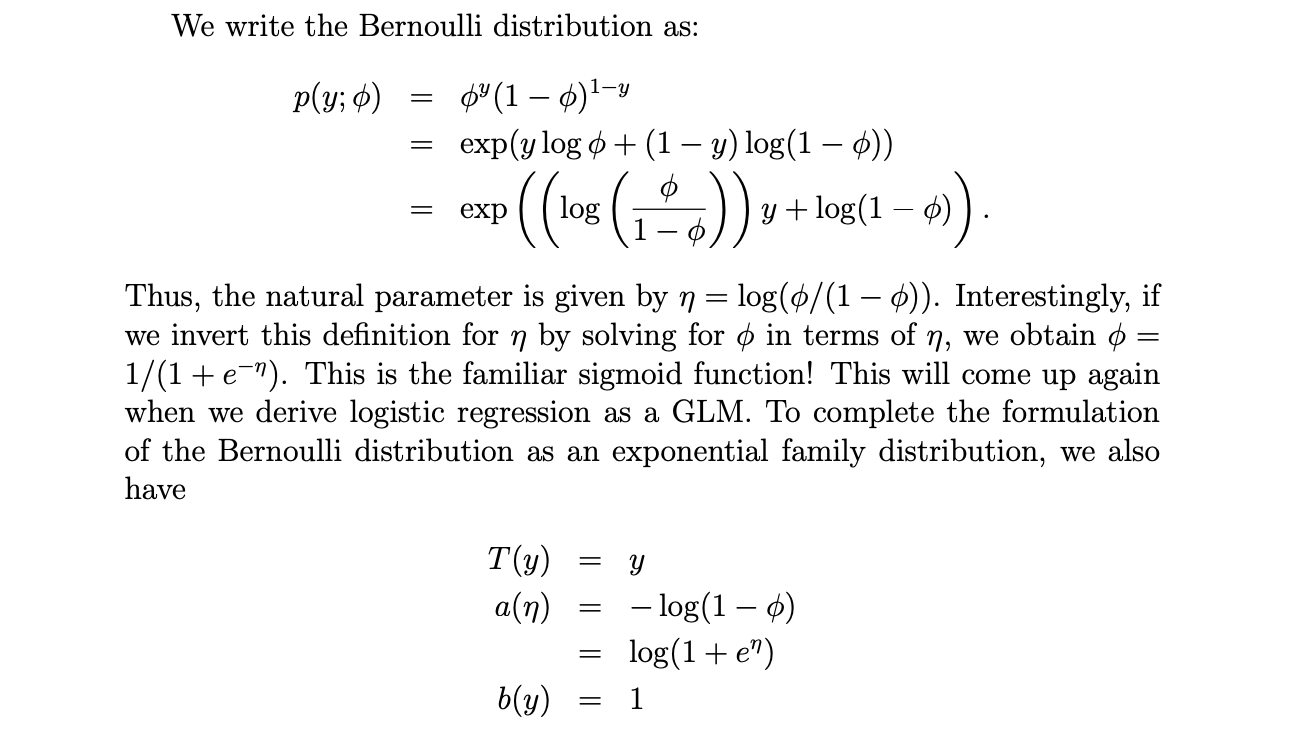 We write the Bernoulli distribution as:
p(y; ϕ) = ϕ^y(1 − ϕ)^{1−y}
= exp(y log ϕ + (1 − y) log(1 − ϕ))
= exp((log(ϕ/(1 − ϕ))) y + log(1 − ϕ)).
Thus, the natural parameter is given by η = log(ϕ/(1 − ϕ)). Interestingly, if
we invert this definition for η by solving for ϕ in terms of η, we obtain ϕ =
1/(1 + e^{−η}). This is the familiar sigmoid function! This will come up again
when we derive logistic regression as a GLM. To complete the formulation
of the Bernoulli distribution as an exponential family distribution, we also
have
T(y) = y
a(η) = − log(1 − ϕ)
= log(1 + e^η)
b(y) = 1